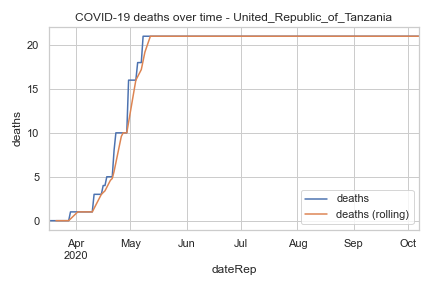 COVID-19 deaths over time - United_Republic_of_Tanzania
20
15
10
5
0
deaths
deaths
deaths (rolling)
Apr May Jun Jul Aug Sep Oct
2020
dateRep